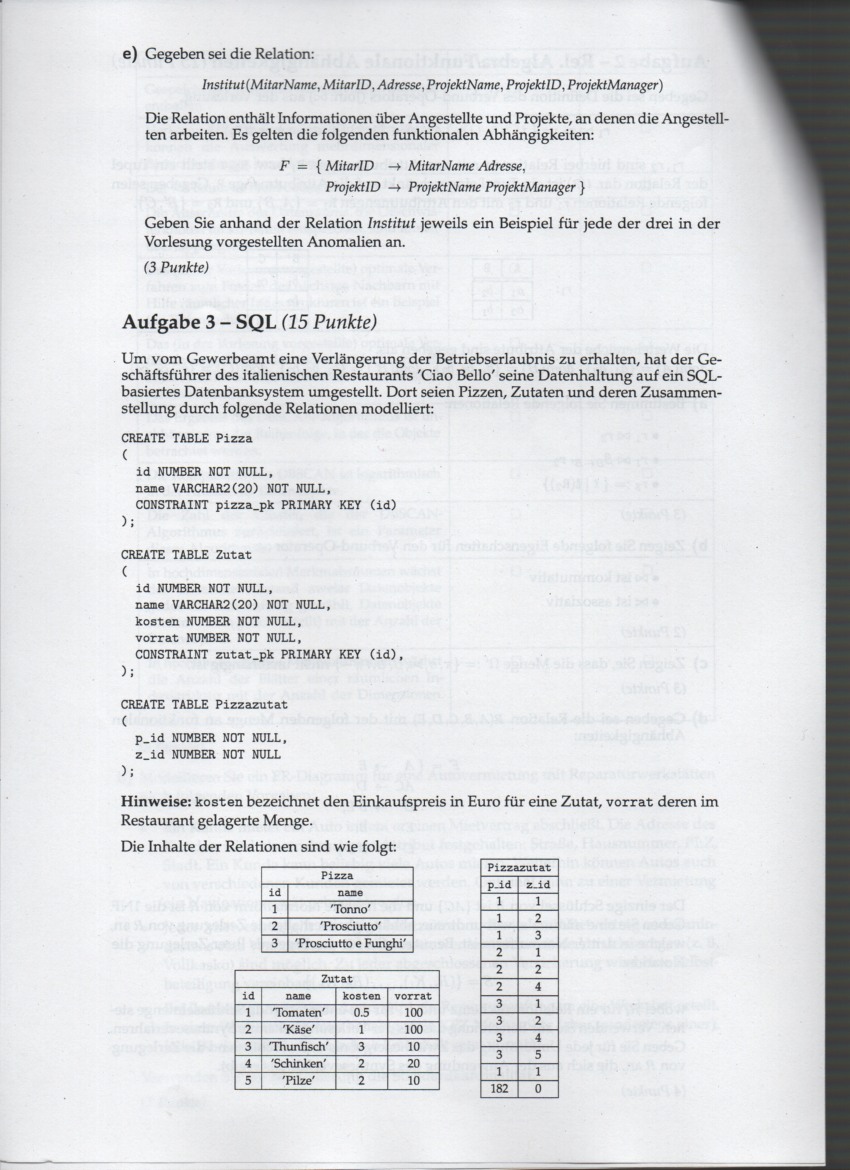 e) Gegeben sei die Relation:
Institut(MitarName, MitarID, Adresse, ProjektName, ProjektID, ProjektManager)
Die Relation enthält Informationen über Angestellte und Projekte, an denen die Angestell-
ten arbeiten. Es gelten die folgenden funktionalen Abhängigkeiten:
F = { MitarID → MitarName Adresse,
ProjektID → ProjektName ProjektManager }
Geben Sie anhand der Relation Institut jeweils ein Beispiel für jede der drei in der
Vorlesung vorgestellten Anomalien an.
(3 Punkte)
Aufgabe 3 – SQL (15 Punkte)
Um vom Gewerbeamt eine Verlängerung der Betriebserlaubnis zu erhalten, hat der Ge-
schäftsführer des italienischen Restaurants 'Ciao Bello' seine Datenhaltung auf ein SQL-
basiertes Datenbanksystem umgestellt. Dort seien Pizzen, Zutaten und deren Zusammen-
stellung durch folgende Relationen modelliert:
CREATE TABLE Pizza
(
id NUMBER NOT NULL,
name VARCHAR2(20) NOT NULL,
CONSTRAINT pizza_pk PRIMARY KEY (id)
);
CREATE TABLE Zutat
(
id NUMBER NOT NULL,
name VARCHAR2(20) NOT NULL,
kosten NUMBER NOT NULL,
vorrat NUMBER NOT NULL,
CONSTRAINT zutat_pk PRIMARY KEY (id),
);
CREATE TABLE Pizzazutat
(
p_id NUMBER NOT NULL,
z_id NUMBER NOT NULL
);
Hinweise: kosten bezeichnet den Einkaufspreis in Euro für eine Zutat, vorrat deren im
Restaurant gelagerte Menge.
Die Inhalte der Relationen sind wie folgt:
Pizza
id name
1 'Tonno'
2 'Prosciutto'
3 'Prosciutto e Funghi'
Zutat
id name kosten vorrat
1 'Tomaten' 0.5 100
2 'Käse' 1 100
3 'Thunfisch' 3 10
4 'Schinken' 2 20
5 'Pilze' 2 10
Pizzazutat
p_id z_id
1 1
1 2
1 3
2 1
2 2
2 4
3 1
3 2
3 4
3 5
1 1
182 0